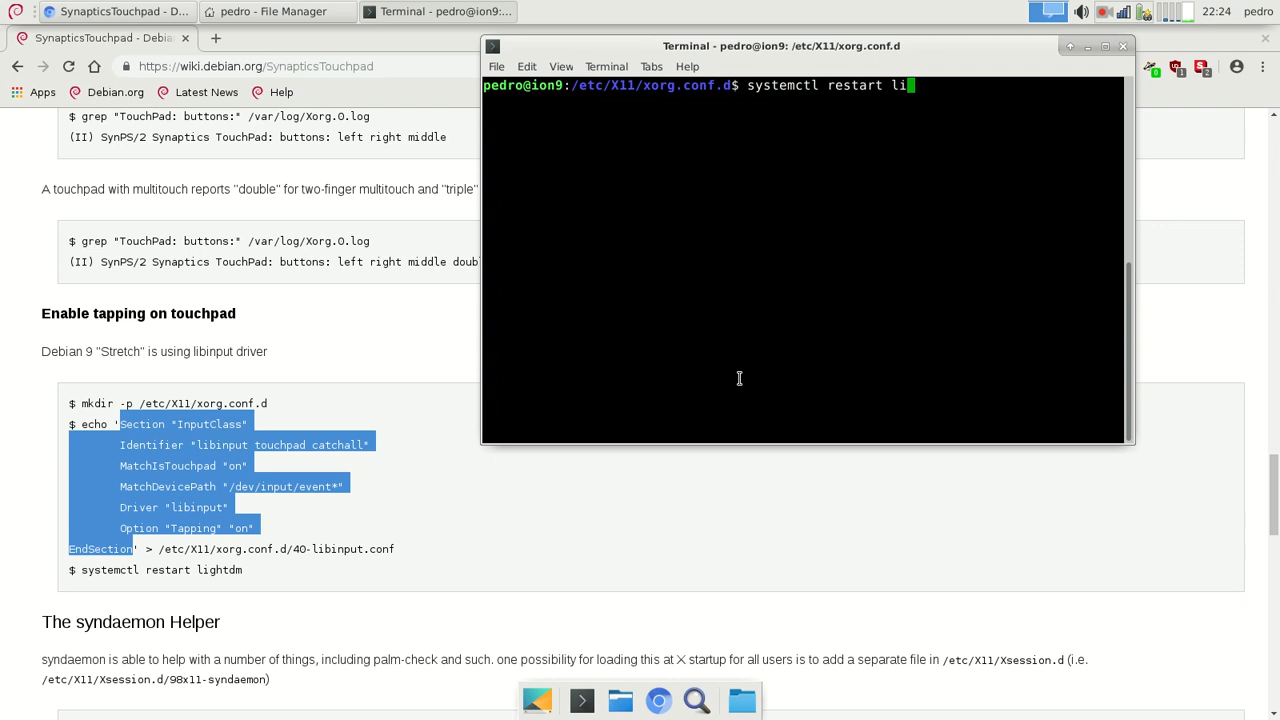 SynapticsTouchpad - D...
pedro - File Manager
Terminal - pedro@ion9:...
22:24
pedro
SynapticsTouchpad - Debia
https://wiki.debian.org/SynapticsTouchpad
0
1
2
Apps
Debian.org
Latest News
Help
$ grep "TouchPad: buttons:" /var/log/Xorg.0.log
(II) SynPS/2 Synaptics TouchPad: buttons: left right middle
A touchpad with multitouch reports "double" for two-finger multitouch and "triple"
$ grep "TouchPad: buttons:" /var/log/Xorg.0.log
(II) SynPS/2 Synaptics TouchPad: buttons: left right middle doub
Enable tapping on touchpad
Debian 9 "Stretch" is using libinput driver
$ mkdir -p /etc/X11/xorg.conf.d
$ echo 'Section "InputClass"
Identifier "libinput touchpad catchall"
MatchIsTouchpad "on"
MatchDevicePath "/dev/input/event*"
Driver "libinput"
Option "Tapping" "on"
EndSection' > /etc/X11/xorg.conf.d/40-libinput.conf
$ systemctl restart lightdm
The syndaemon Helper
syndaemon is able to help with a number of things, including palm-check and such. one possibility for loading this at X startup for all users is to add a separate file in /etc/X11/Xsession.d (i.e.
/etc/X11/Xsession.d/98x11-syndaemon)
Terminal - pedro@ion9: /etc/X11/xorg.conf.d
File Edit View Terminal Tabs Help
pedro@ion9:/etc/X11/xorg.conf.d$ systemctl restart li